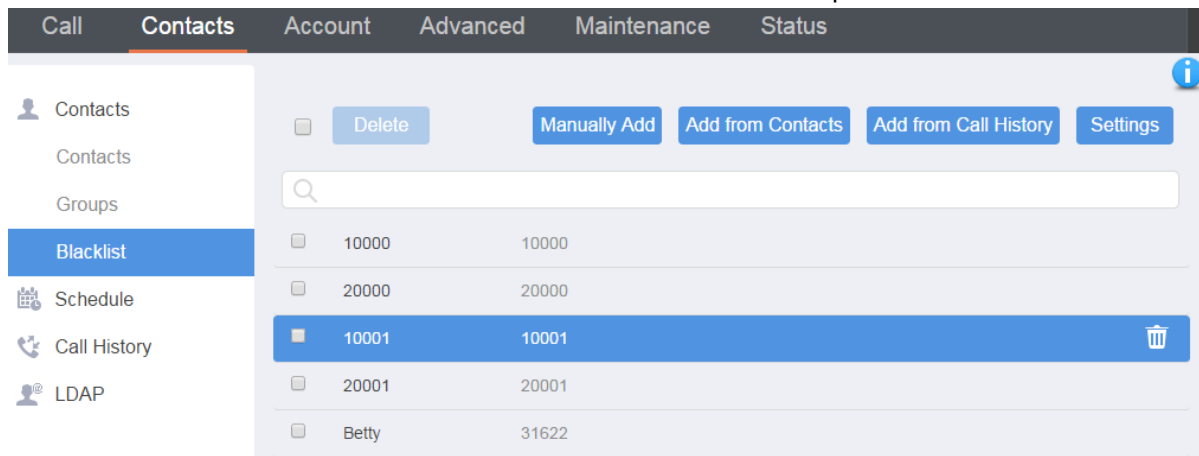 Call Contacts Account Advanced Maintenance Status
Contacts
Contacts
Groups
Blacklist
Schedule
Call History
LDAP
Delete Manually Add Add from Contacts Add from Call History Settings
10000 10000
20000 20000
10001 10001
20001 20001
Betty 31622